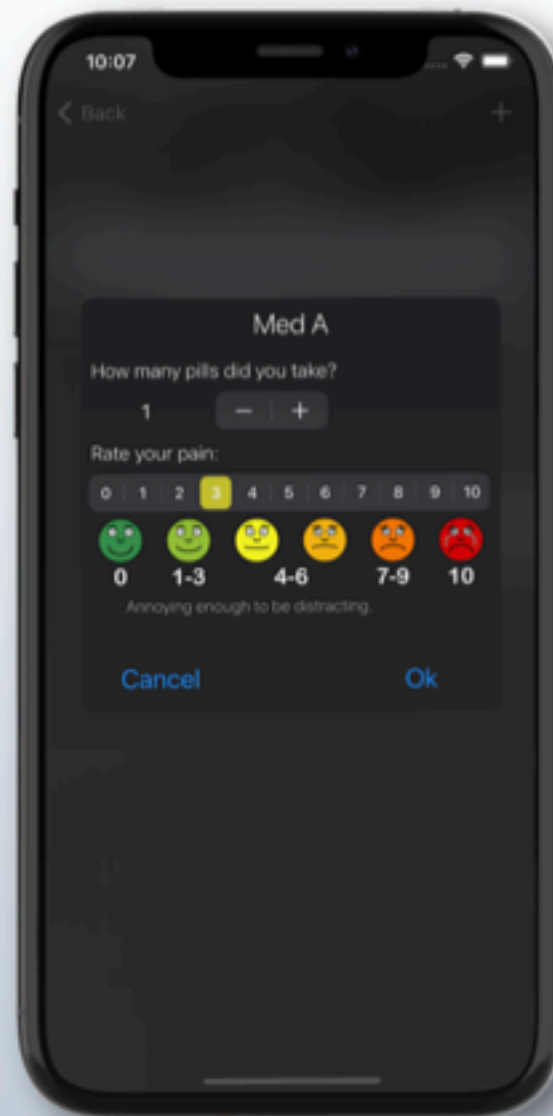 10:07
Back
Med A
How many pills did you take?
1 − +
Rate your pain:
0 1 2 3 4 5 6 7 8 9 10
0 1-3 4-6 7-9 10
Annoying enough to be distracting.
Cancel Ok